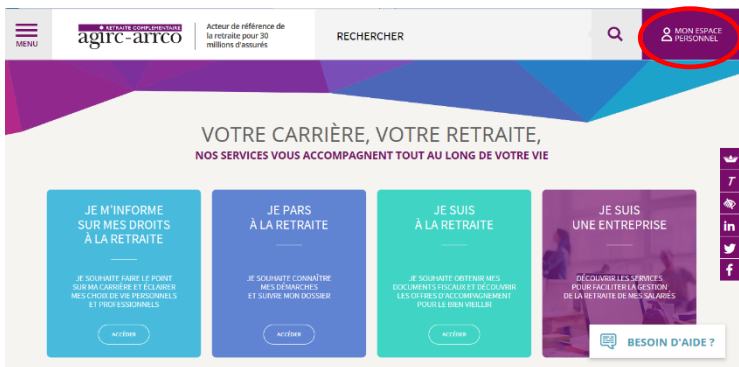 MENU
RETRAITE COMPLÉMENTAIRE
agirc-arrco
Acteur de référence de
la retraite pour 30
millions d'assurés
RECHERCHER
MON ESPACE
PERSONNEL
VOTRE CARRIÈRE, VOTRE RETRAITE,
NOS SERVICES VOUS ACCOMPAGNENT TOUT AU LONG DE VOTRE VIE
JE M'INFORME
SUR MES DROITS
À LA RETRAITE
JE SOUHAITE FAIRE LE POINT
SUR MA CARRIÈRE ET ÉCLAIRER
MES CHOIX DE VIE PERSONNELS
ET PROFESSIONNELS
ACCÉDER
JE PARS
À LA RETRAITE
JE SOUHAITE CONNAÎTRE
MES DÉMARCHES
ET SUIVRE MON DOSSIER
ACCÉDER
JE SUIS
À LA RETRAITE
JE SOUHAITE OBTENIR MES
DOCUMENTS FISCAUX ET DÉCOUVRIR
LES OFFRES D'ACCOMPAGNEMENT
POUR LE BIEN VIEILLIR
ACCÉDER
JE SUIS
UNE ENTREPRISE
DÉCOUVRIR LES SERVICES
POUR FACILITER LA GESTION
DE LA RETRAITE DE MES SALARIÉS
T
in
f
BESOIN D'AIDE ?